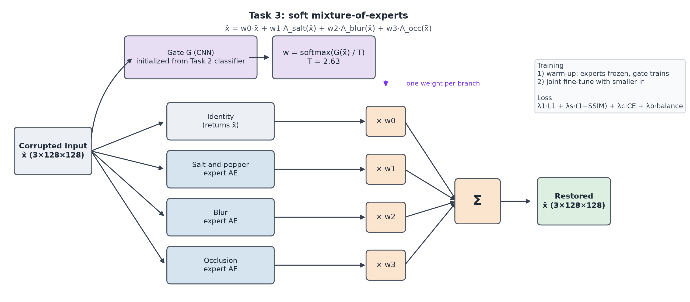 Task 3: soft mixture-of-experts
x̂ = w0·x̃ + w1·A_salt(x̃) + w2·A_blur(x̃) + w3·A_occ(x̃)
Gate G (CNN)
initialized from Task 2 classifier
w = softmax(G(x̃) / T)
T = 2.63
one weight per branch
Training
1) warm-up: experts frozen, gate trains
2) joint fine-tune with smaller lr
Loss
λ1·L1 + λs·(1−SSIM) + λc·CE + λb·balance
Corrupted input
x̃ (3×128×128)
Identity
(returns x̃)
× w0
Salt and pepper
expert AE
× w1
Blur
expert AE
× w2
Occlusion
expert AE
× w3
Σ
Restored
x̂ (3×128×128)